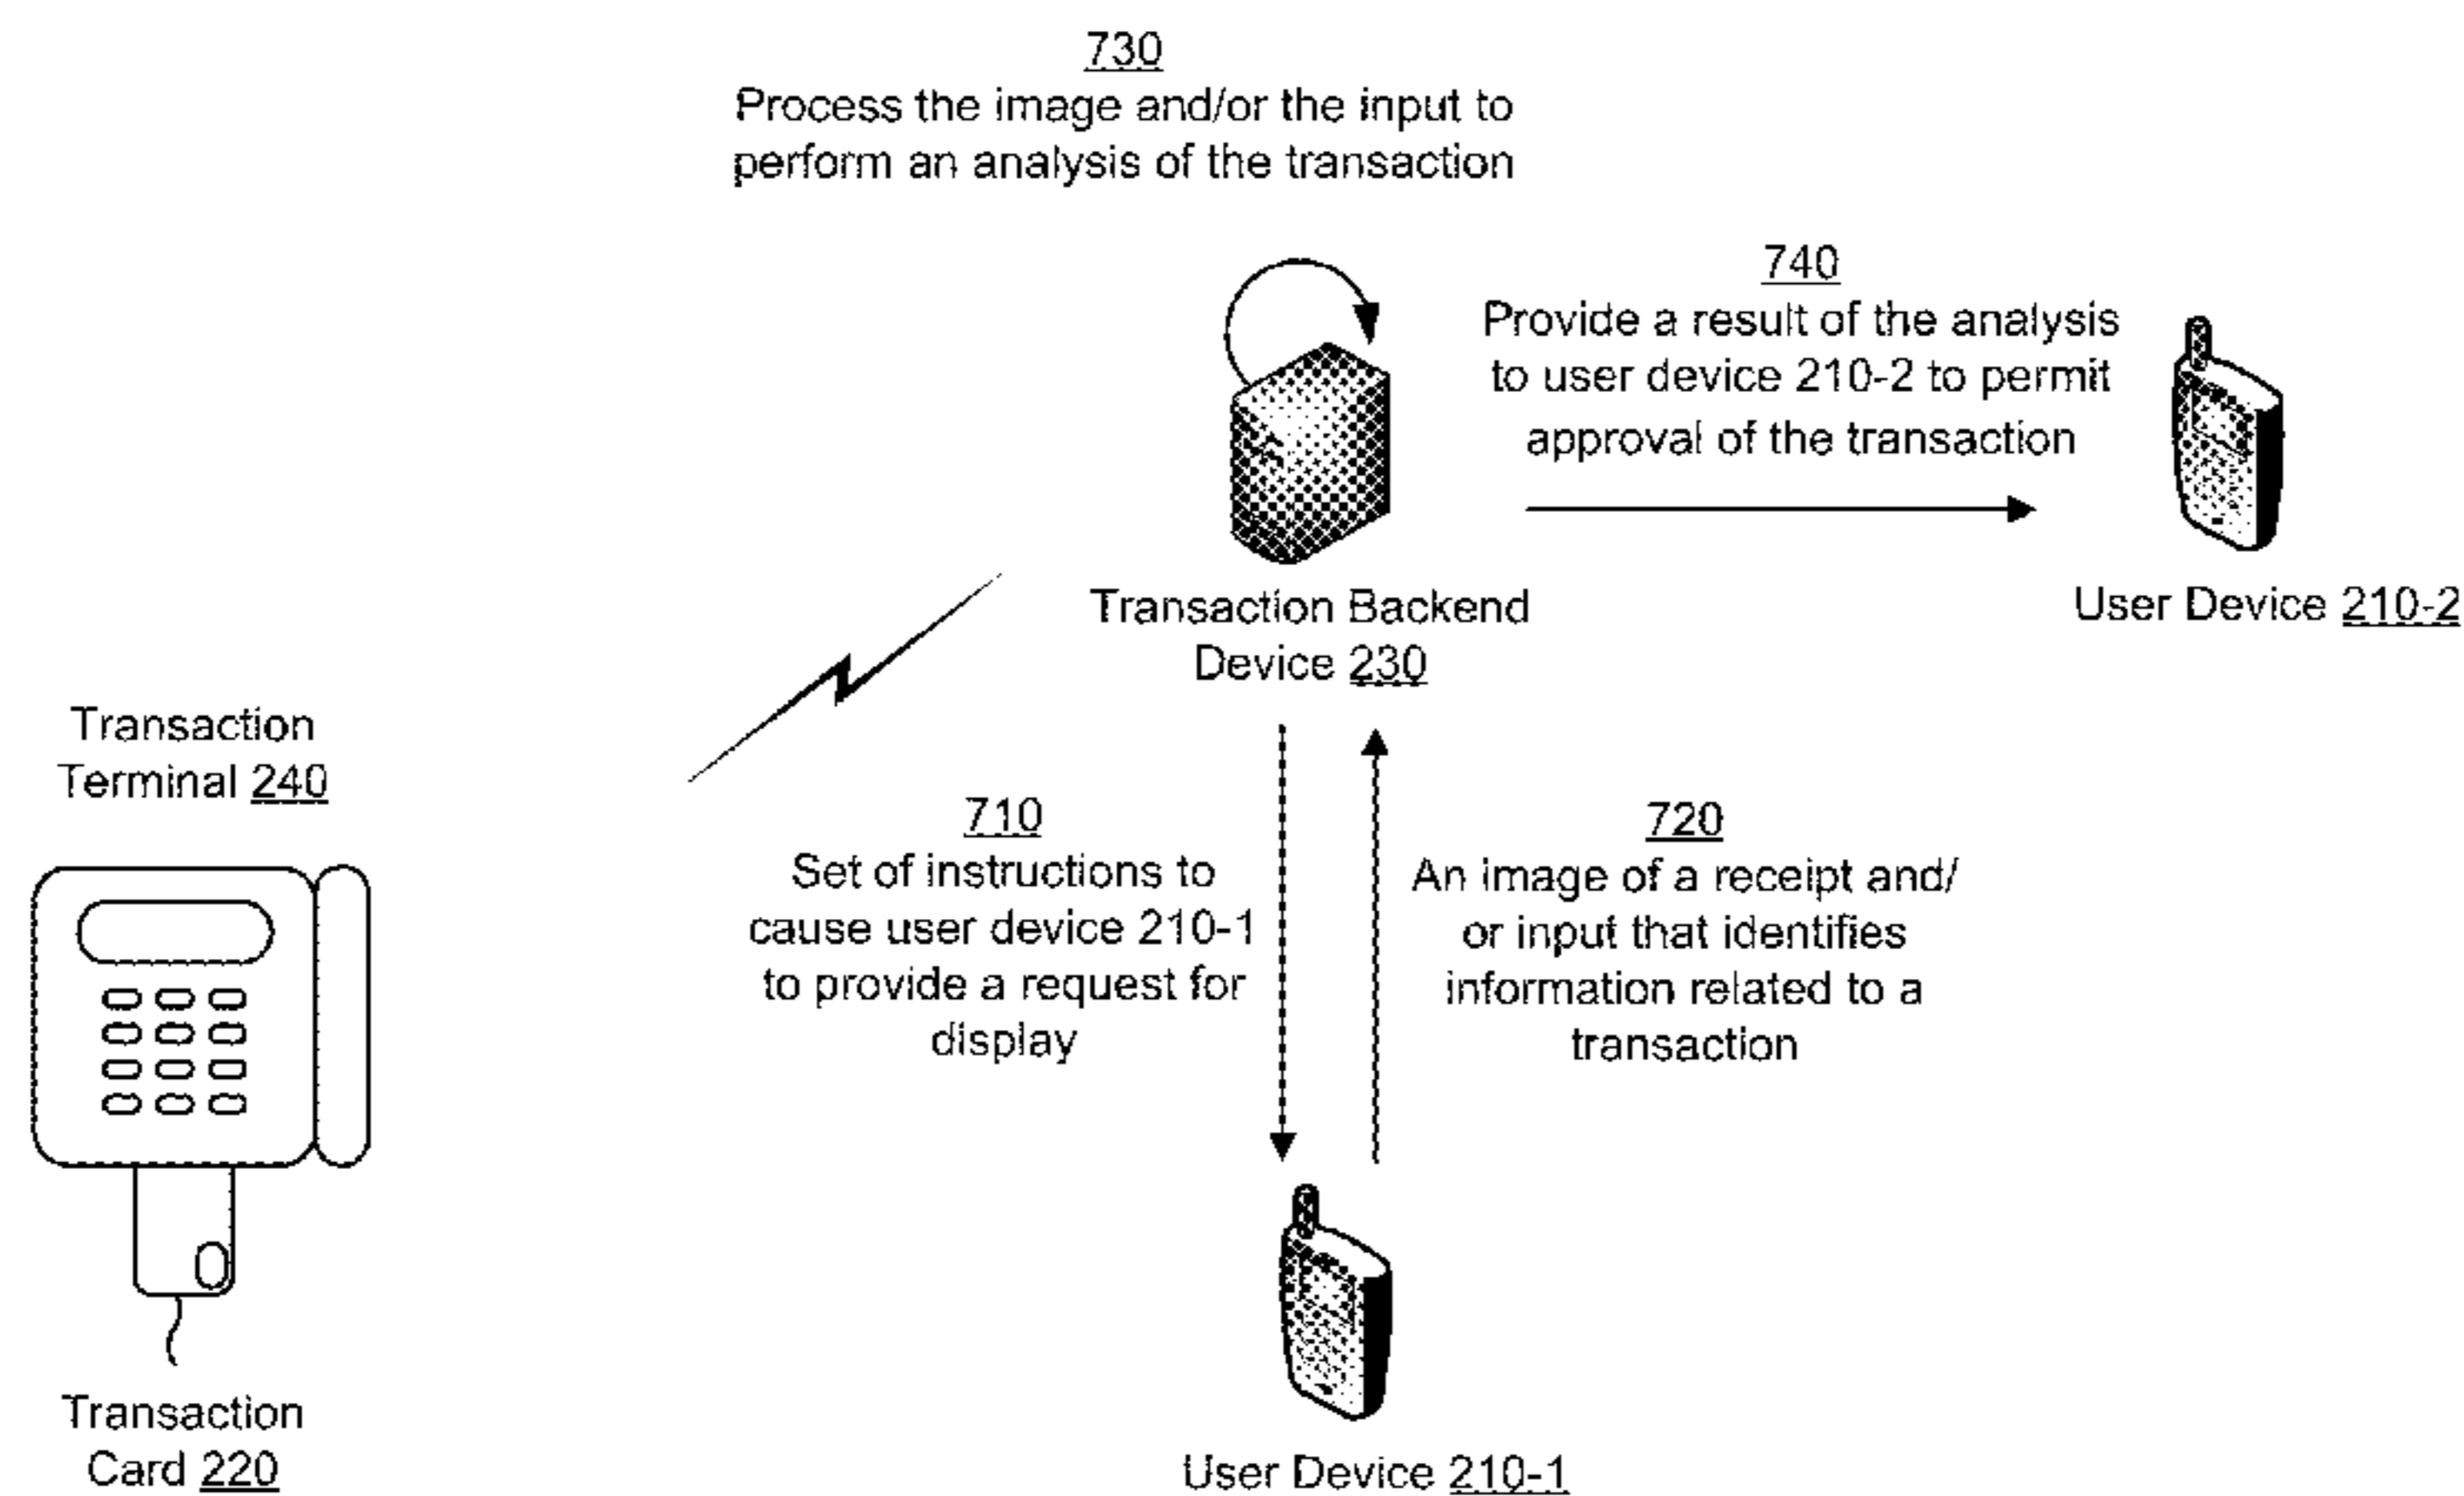 730
Process the image and/or the input to
perform an analysis of the transaction
740
Provide a result of the analysis
to user device 210-2 to permit
approval of the transaction
User Device 210-2
Transaction Backend
Device 230
Transaction
Terminal 240
710
Set of instructions to
cause user device 210-1
to provide a request for
display
720
An image of a receipt and/
or input that identifies
information related to a
transaction
Transaction
Card 220
User Device 210-1